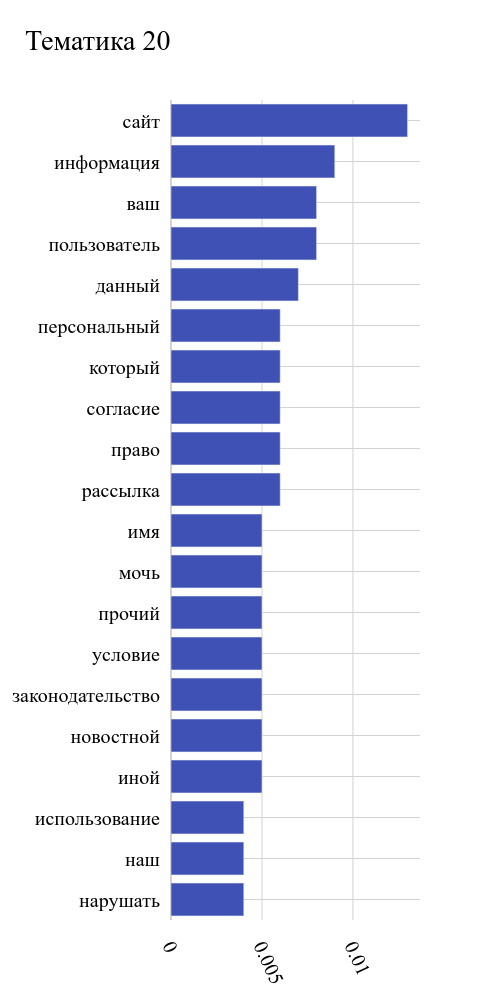 Тематика 20
сайт
информация
ваш
пользователь
данный
персональный
который
согласие
право
рассылка
имя
мочь
прочий
условие
законодательство
новостной
иной
использование
наш
нарушать
0
0.005
0.01